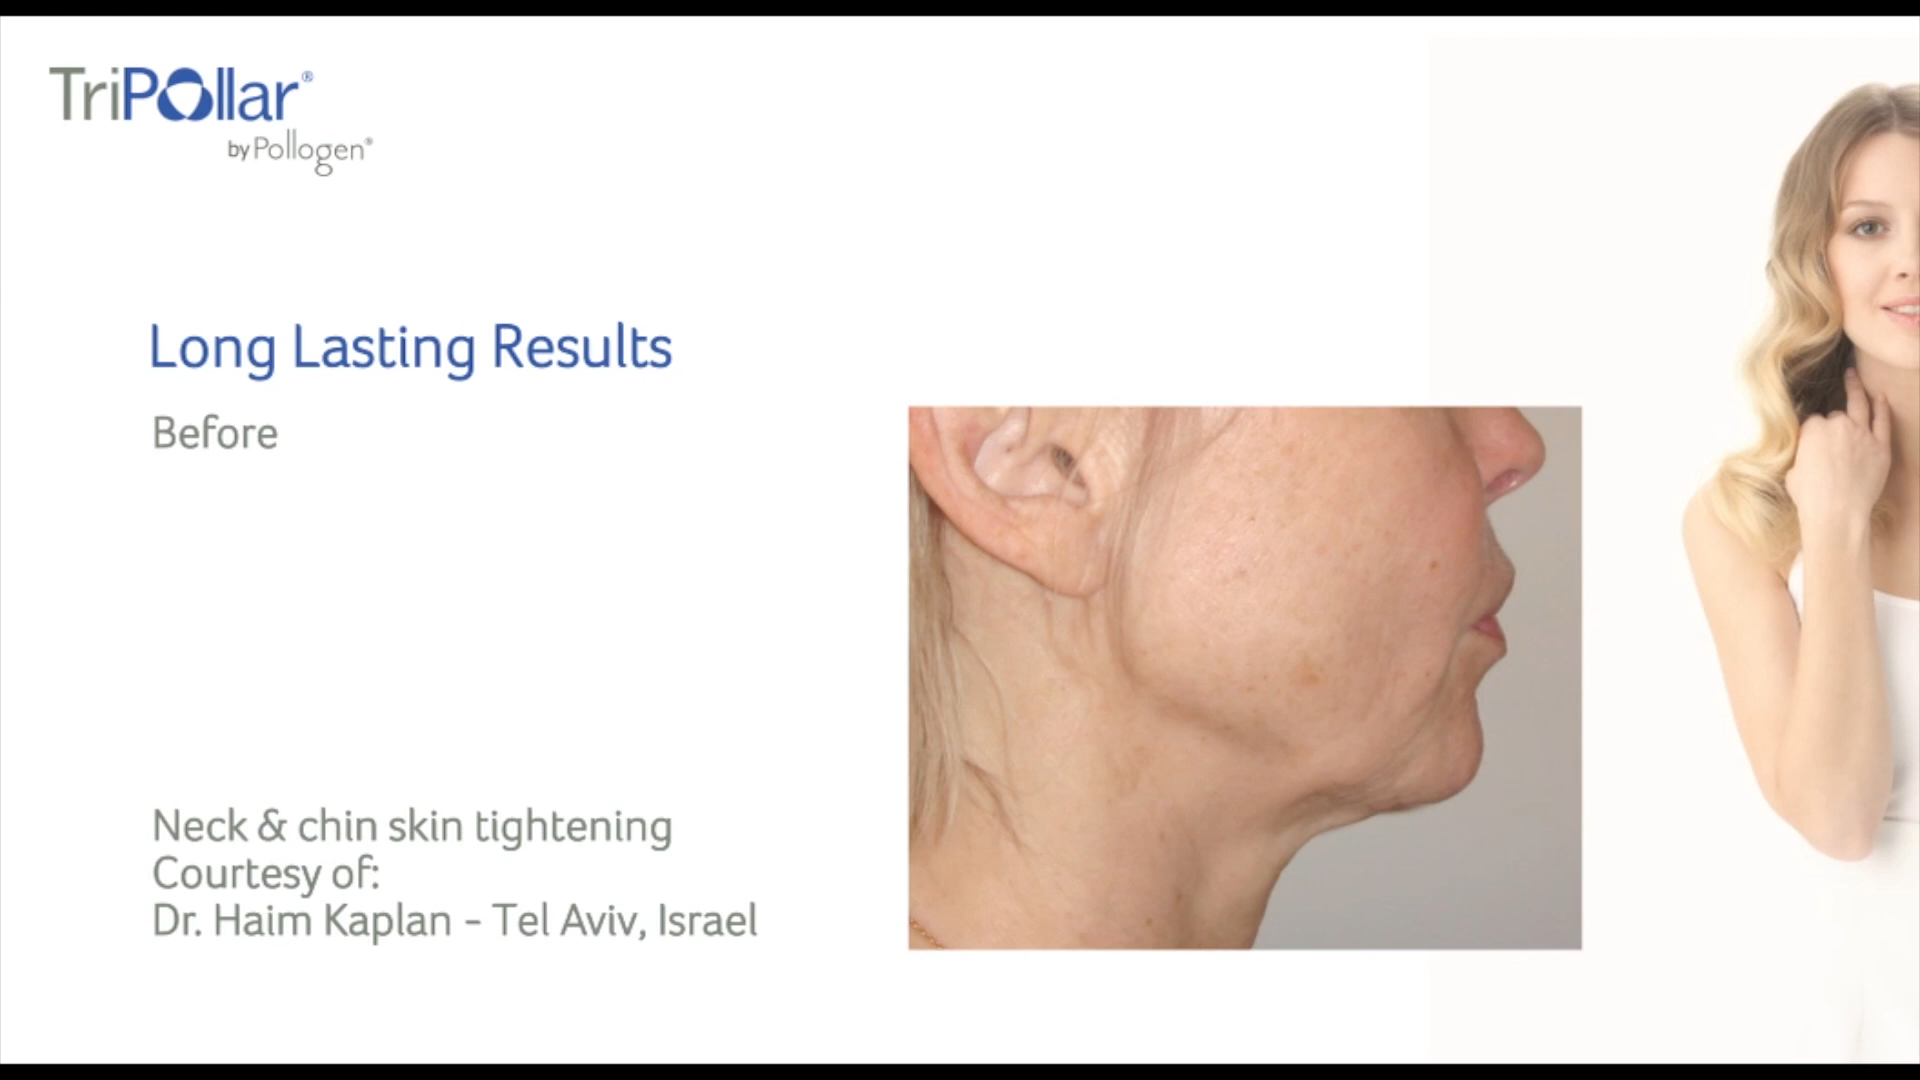 TriPollar®
by Pollogen®
Long Lasting Results
Before
Neck & chin skin tightening
Courtesy of:
Dr. Haim Kaplan - Tel Aviv, Israel